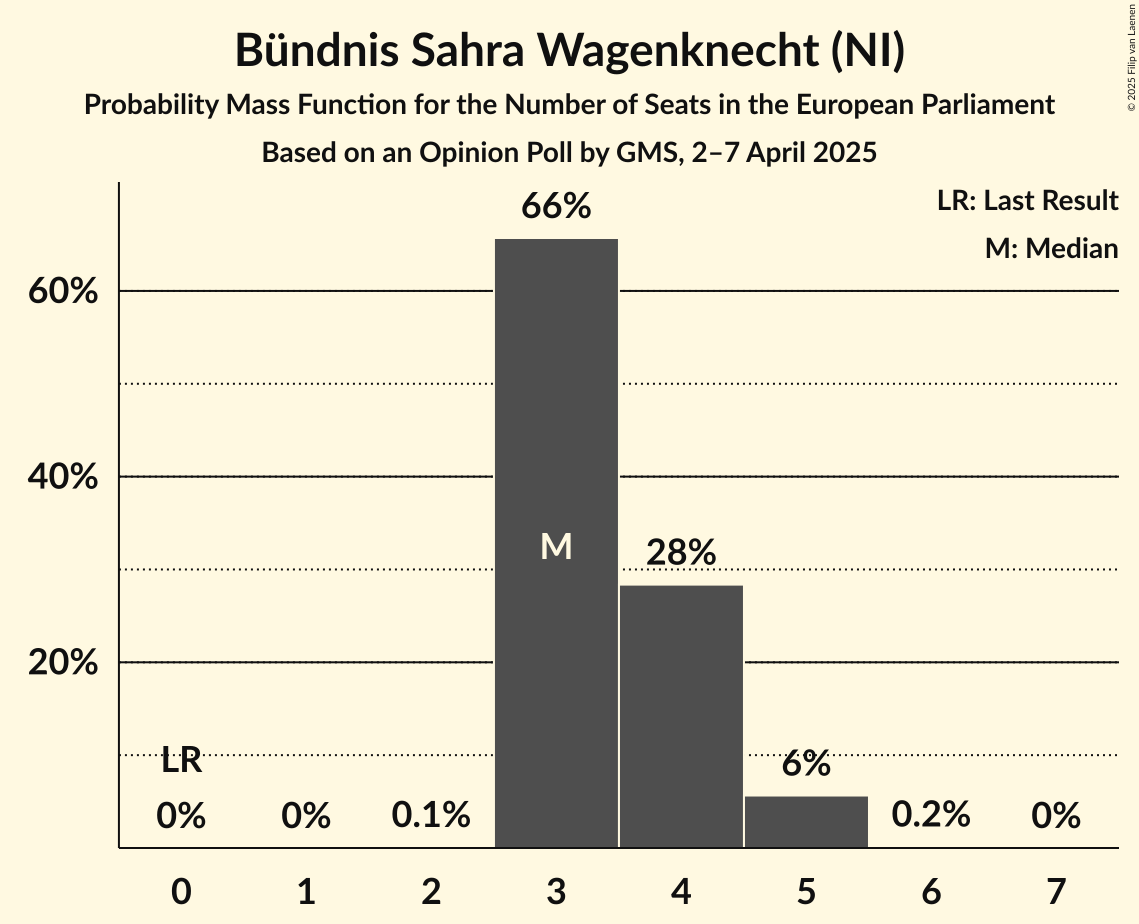 Bündnis Sahra Wagenknecht (NI)
Probability Mass Function for the Number of Seats in the European Parliament
Based on an Opinion Poll by GMS, 2–7 April 2025
© 2025 Filip van Laenen
LR: Last Result
M: Median
66%
60%
40%
M
28%
20%
LR
6%
0%
0%
0.1%
0.2%
0%
0
1
2
3
4
5
6
7